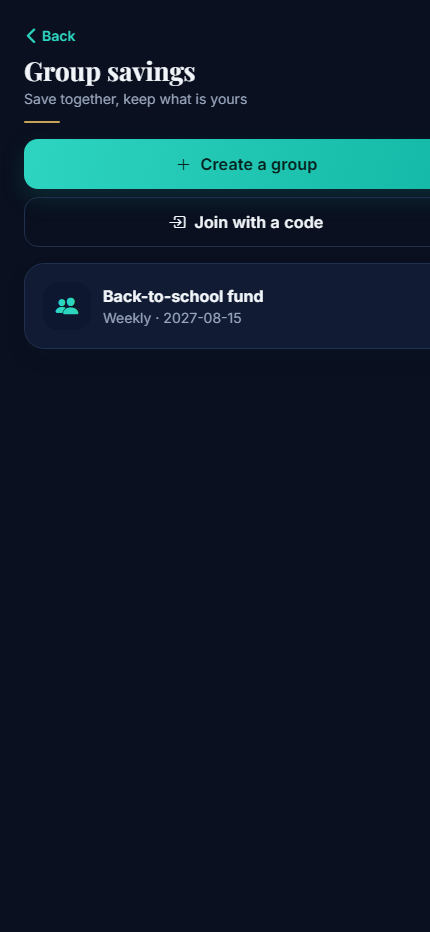 Back
Group savings
Save together, keep what is yours
Create a group
Join with a code
Back-to-school fund
Weekly · 2027-08-15